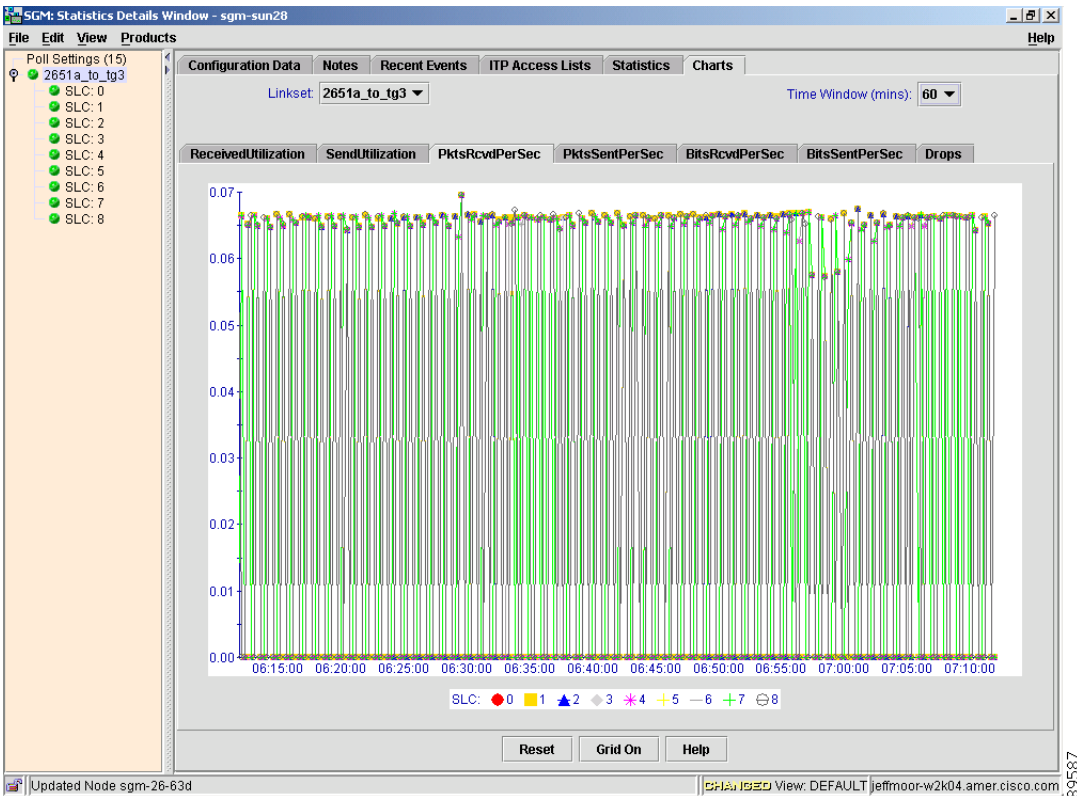 SGM: Statistics Details Window - sgm-sun28
File Edit View Products Help
Poll Settings (15)
2651a_to_tg3
SLC: 0
SLC: 1
SLC: 2
SLC: 3
SLC: 4
SLC: 5
SLC: 6
SLC: 7
SLC: 8
Configuration Data Notes Recent Events ITP Access Lists Statistics Charts
Linkset: 2651a_to_tg3 Time Window (mins): 60
ReceivedUtilization SendUtilization PktsRcvdPerSec PktsSentPerSec BitsRcvdPerSec BitsSentPerSec Drops
0.07
0.06
0.05
0.04
0.03
0.02
0.01
0.00
06:15:00 06:20:00 06:25:00 06:30:00 06:35:00 06:40:00 06:45:00 06:50:00 06:55:00 07:00:00 07:05:00 07:10:00
SLC: 0 1 2 3 4 5 6 7 8
Reset Grid On Help
Updated Node sgm-26-63d CHANGED View: DEFAULT jeffmoor-w2k04.amer.cisco.com
89587